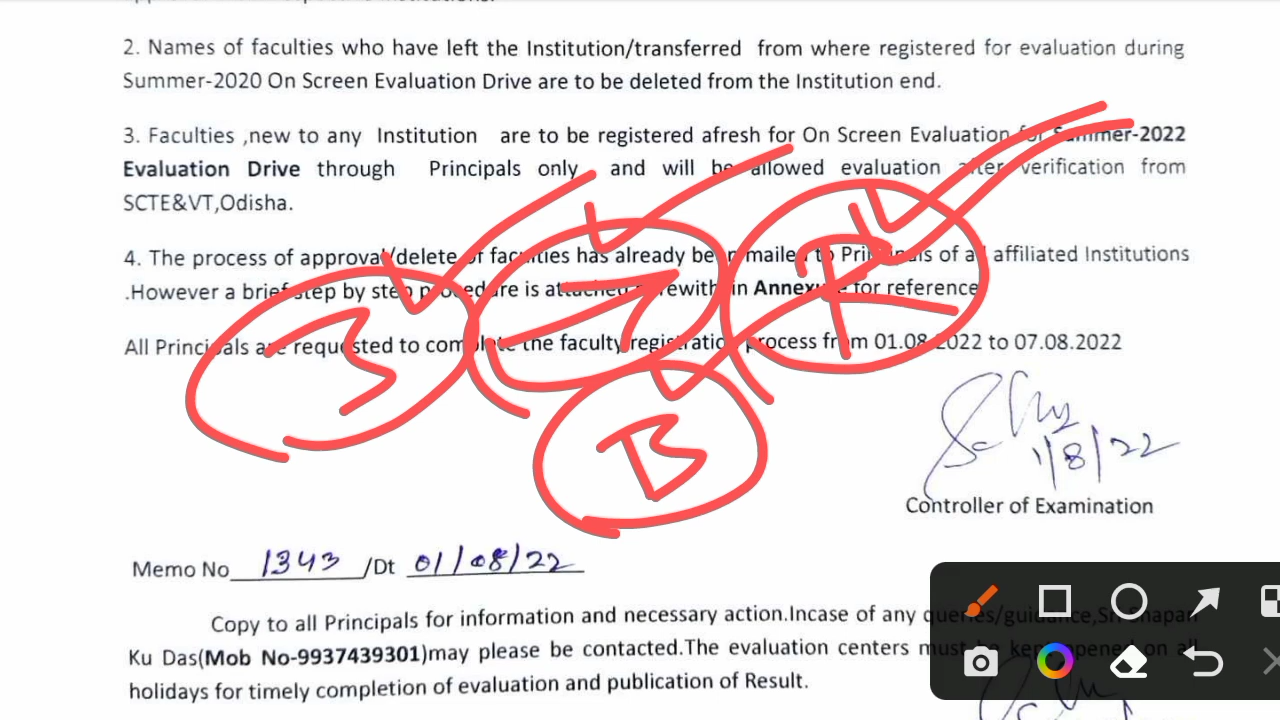 2. Names of faculties who have left the Institution/transferred from where registered for evaluation during
Summer-2020 On Screen Evaluation Drive are to be deleted from the Institution end.
3. Faculties ,new to any Institution are to be registered afresh for On Screen Evaluation for Summer-2022
Evaluation Drive through Principals only and will be allowed evaluation after verification from
SCTE&VT,Odisha.
4. The process of approval/delete of faculties has already been mailed to Principals of all affiliated Institutions
.However a brief step by step procedure is attached herewith in Annexure for reference
All Principals are requested to complete the faculty registration process from 01.08.2022 to 07.08.2022
3
7
R
B
1/8/22
Controller of Examination
Memo No 1343 /Dt 01/08/22
Copy to all Principals for information and necessary action.Incase of any queries/guidance,Sri
Ku Das(Mob No-9937439301)may please be contacted.The evaluation centers must be kept opened on all
holidays for timely completion of evaluation and publication of Result.